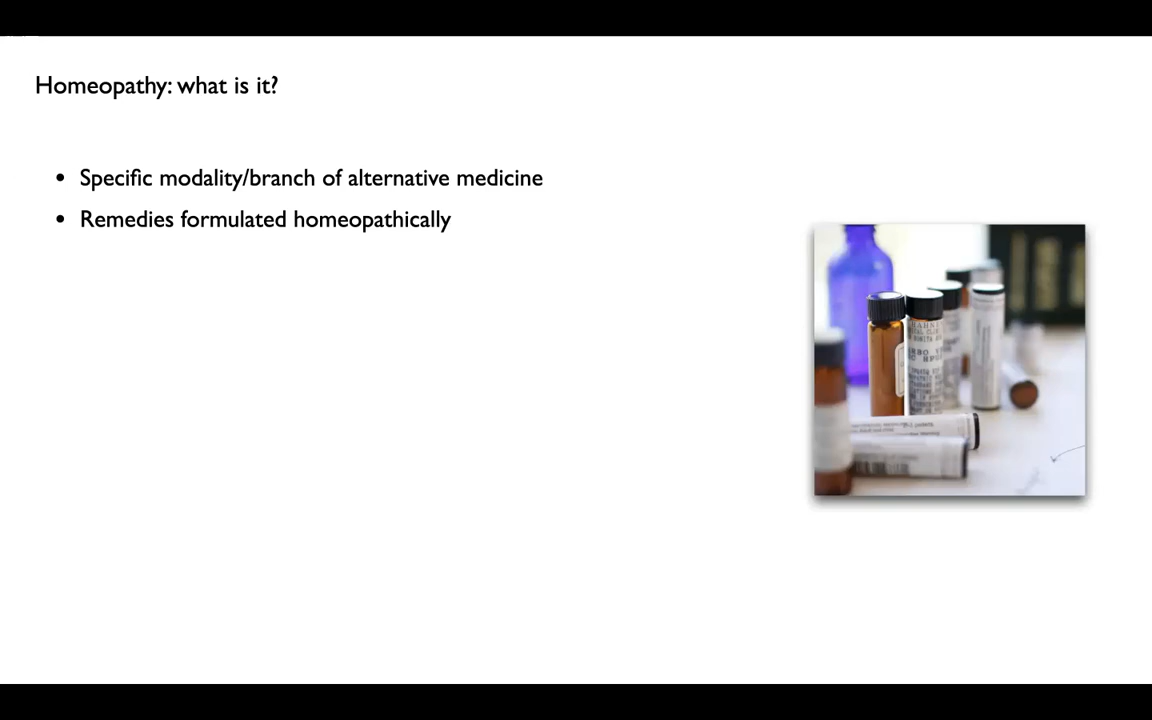 Homeopathy: what is it?
• Specific modality/branch of alternative medicine
• Remedies formulated homeopathically